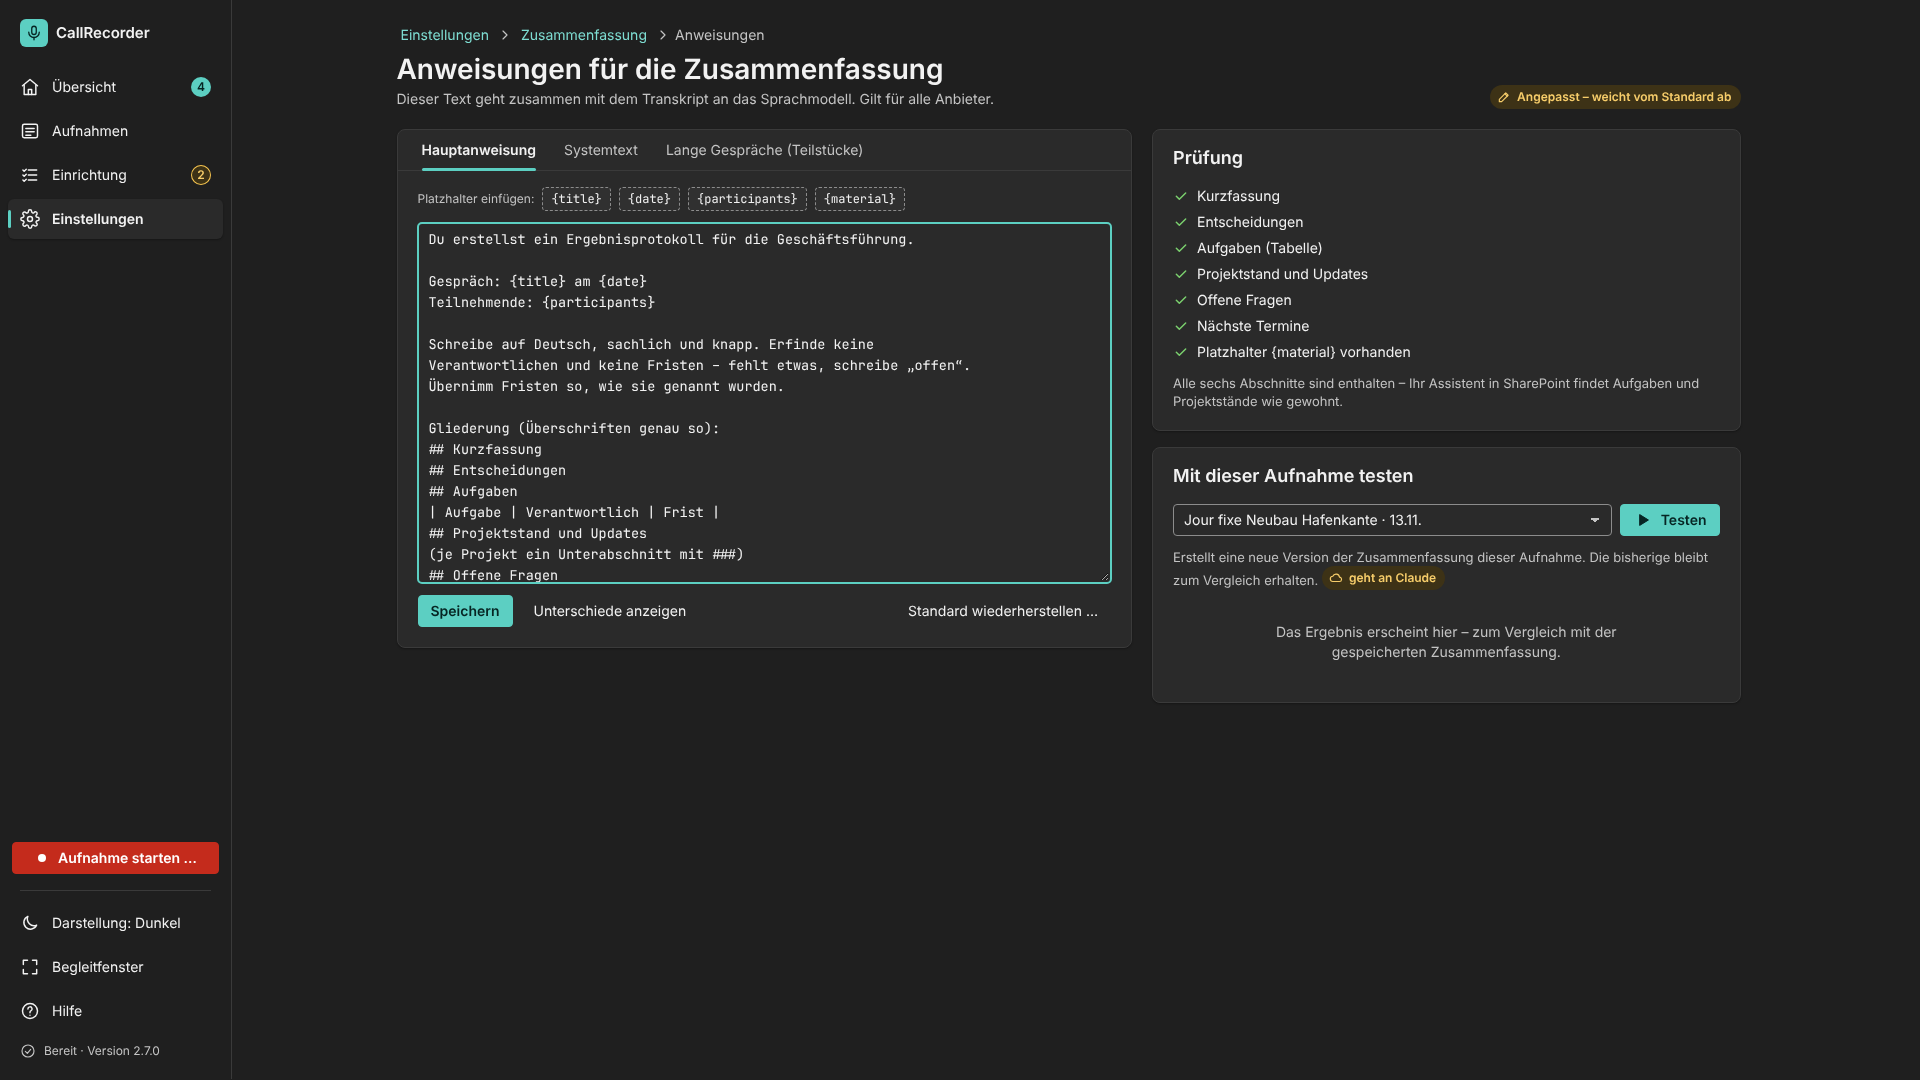 CallRecorder
Übersicht
4
Aufnahmen
Einrichtung
2
Einstellungen
Aufnahme starten ...
Darstellung: Dunkel
Begleitfenster
Hilfe
Bereit · Version 2.7.0
Einstellungen > Zusammenfassung > Anweisungen
Anweisungen für die Zusammenfassung
Dieser Text geht zusammen mit dem Transkript an das Sprachmodell. Gilt für alle Anbieter.
Angepasst – weicht vom Standard ab
Hauptanweisung Systemtext Lange Gespräche (Teilstücke)
Platzhalter einfügen: {title} {date} {participants} {material}
Du erstellst ein Ergebnisprotokoll für die Geschäftsführung.
Gespräch: {title} am {date}
Teilnehmende: {participants}
Schreibe auf Deutsch, sachlich und knapp. Erfinde keine
Verantwortlichen und keine Fristen – fehlt etwas, schreibe „offen“.
Übernimm Fristen so, wie sie genannt wurden.
Gliederung (Überschriften genau so):
## Kurzfassung
## Entscheidungen
## Aufgaben
| Aufgabe | Verantwortlich | Frist |
## Projektstand und Updates
(je Projekt ein Unterabschnitt mit ###)
## Offene Fragen
Speichern Unterschiede anzeigen Standard wiederherstellen ...
Prüfung
Kurzfassung
Entscheidungen
Aufgaben (Tabelle)
Projektstand und Updates
Offene Fragen
Nächste Termine
Platzhalter {material} vorhanden
Alle sechs Abschnitte sind enthalten – Ihr Assistent in SharePoint findet Aufgaben und
Projektstände wie gewohnt.
Mit dieser Aufnahme testen
Jour fixe Neubau Hafenkante · 13.11.
Testen
Erstellt eine neue Version der Zusammenfassung dieser Aufnahme. Die bisherige bleibt
zum Vergleich erhalten. geht an Claude
Das Ergebnis erscheint hier – zum Vergleich mit der
gespeicherten Zusammenfassung.